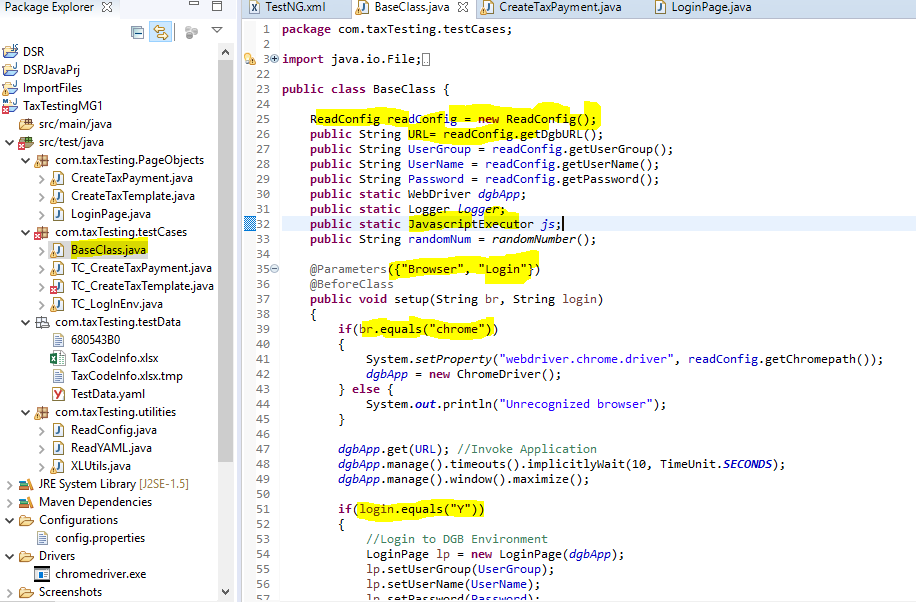 Package Explorer
DSR
DSRJavaPrj
ImportFiles
TaxTestingMG1
src/main/java
src/test/java
com.taxTesting.PageObjects
CreateTaxPayment.java
CreateTaxTemplate.java
LoginPage.java
com.taxTesting.testCases
BaseClass.java
TC_CreateTaxPayment.java
TC_CreateTaxTemplate.java
TC_LogInEnv.java
com.taxTesting.testData
680543B0
TaxCodeInfo.xlsx
TaxCodeInfo.xlsx.tmp
TestData.yaml
com.taxTesting.utilities
ReadConfig.java
ReadYAML.java
XLUtils.java
JRE System Library [J2SE-1.5]
Maven Dependencies
Configurations
config.properties
Drivers
chromedriver.exe
Screenshots
TestNG.xml BaseClass.java CreateTaxPayment.java LoginPage.java
1 package com.taxTesting.testCases;
2
3 import java.io.File;
22
23 public class BaseClass {
24
25 ReadConfig readConfig = new ReadConfig();
26 public String URL= readConfig.getDgbURL();
27 public String UserGroup = readConfig.getUserGroup();
28 public String UserName = readConfig.getUserName();
29 public String Password = readConfig.getPassword();
30 public static WebDriver dgbApp;
31 public static Logger logger;
32 public static JavascriptExecutor js;
33 public String randomNum = randomNumber();
34
35 @Parameters({"Browser", "Login"})
36 @BeforeClass
37 public void setup(String br, String login)
38 {
39 if(br.equals("chrome"))
40 {
41 System.setProperty("webdriver.chrome.driver", readConfig.getChromepath());
42 dgbApp = new ChromeDriver();
43 } else {
44 System.out.println("Unrecognized browser");
45 }
46
47 dgbApp.get(URL); //Invoke Application
48 dgbApp.manage().timeouts().implicitlyWait(10, TimeUnit.SECONDS);
49 dgbApp.manage().window().maximize();
50
51 if(login.equals("Y"))
52 {
53 //Login to DGB Environment
54 LoginPage lp = new LoginPage(dgbApp);
55 lp.setUserGroup(UserGroup);
56 lp.setUserName(UserName);
57 lp.setPassword(Password);